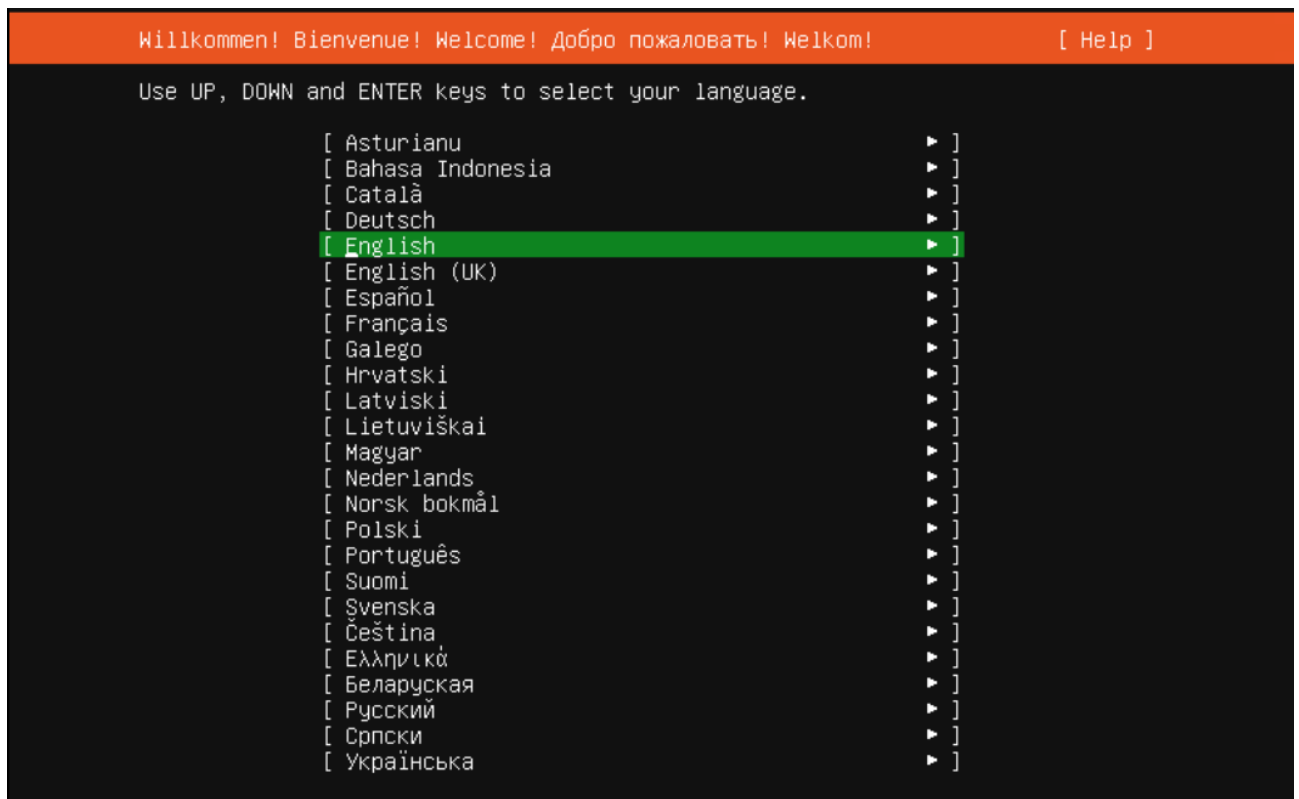 Willkommen! Bienvenue! Welcome! Добро пожаловать! Welkom! [ Help ]
Use UP, DOWN and ENTER keys to select your language.
[ Asturianu ► ]
[ Bahasa Indonesia ► ]
[ Català ► ]
[ Deutsch ► ]
[ English ► ]
[ English (UK) ► ]
[ Español ► ]
[ Français ► ]
[ Galego ► ]
[ Hrvatski ► ]
[ Latviski ► ]
[ Lietuviškai ► ]
[ Magyar ► ]
[ Nederlands ► ]
[ Norsk bokmål ► ]
[ Polski ► ]
[ Português ► ]
[ Suomi ► ]
[ Svenska ► ]
[ Čeština ► ]
[ Ελληνικά ► ]
[ Беларуская ► ]
[ Русский ► ]
[ Српски ► ]
[ Українська ► ]